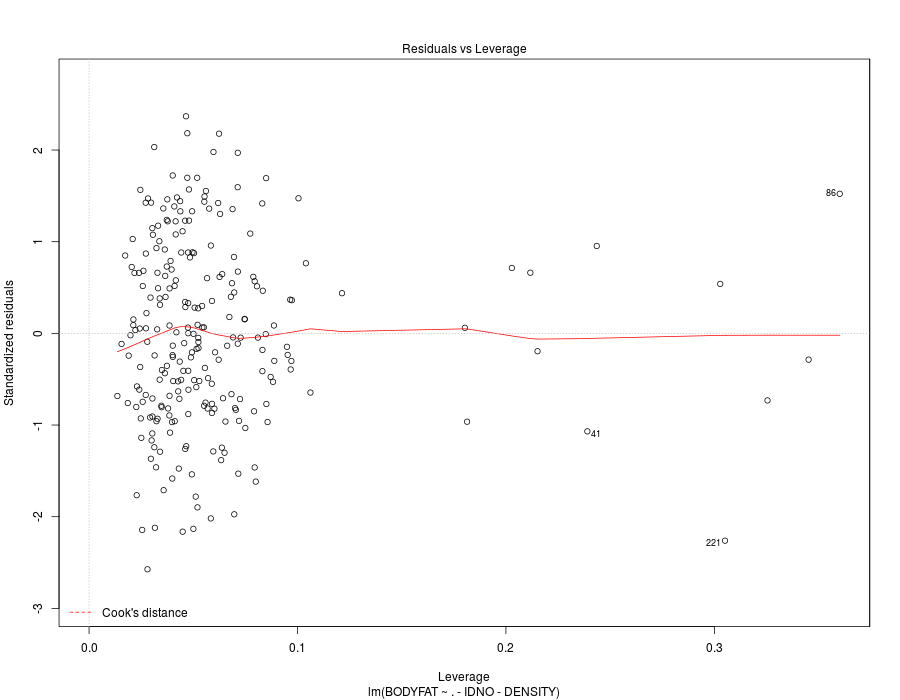 Residuals vs Leverage
Standardized residuals
2
1
0
-1
-2
-3
86
41
221
Cook's distance
0.0 0.1 0.2 0.3
Leverage
lm(BODYFAT ~ . - IDNO - DENSITY)